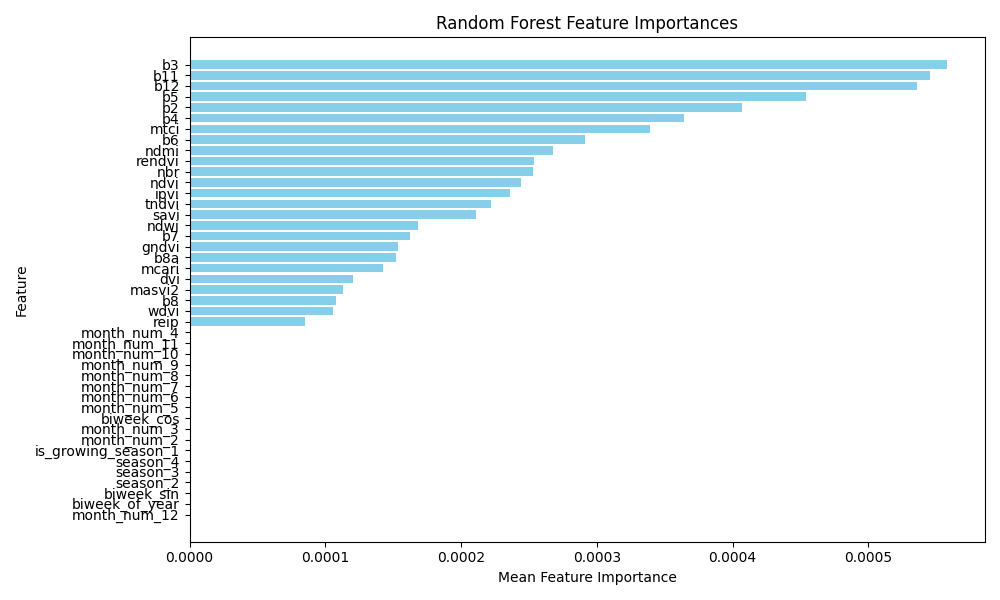 Random Forest Feature Importances
b3
b11
b12
b5
b2
b4
mtci
b6
ndmi
rendvi
nbr
ndvi
ipvi
tndvi
savi
ndwi
b7
gndvi
b8a
mcari
dvi
masvi2
b8
wdvi
reip
month_num_4
month_num_11
month_num_10
month_num_9
month_num_8
month_num_7
month_num_6
month_num_5
biweek_cos
month_num_3
month_num_2
is_growing_season_1
season_4
season_3
season_2
biweek_sin
biweek_of_year
month_num_12
Feature
0.0000 0.0001 0.0002 0.0003 0.0004 0.0005
Mean Feature Importance